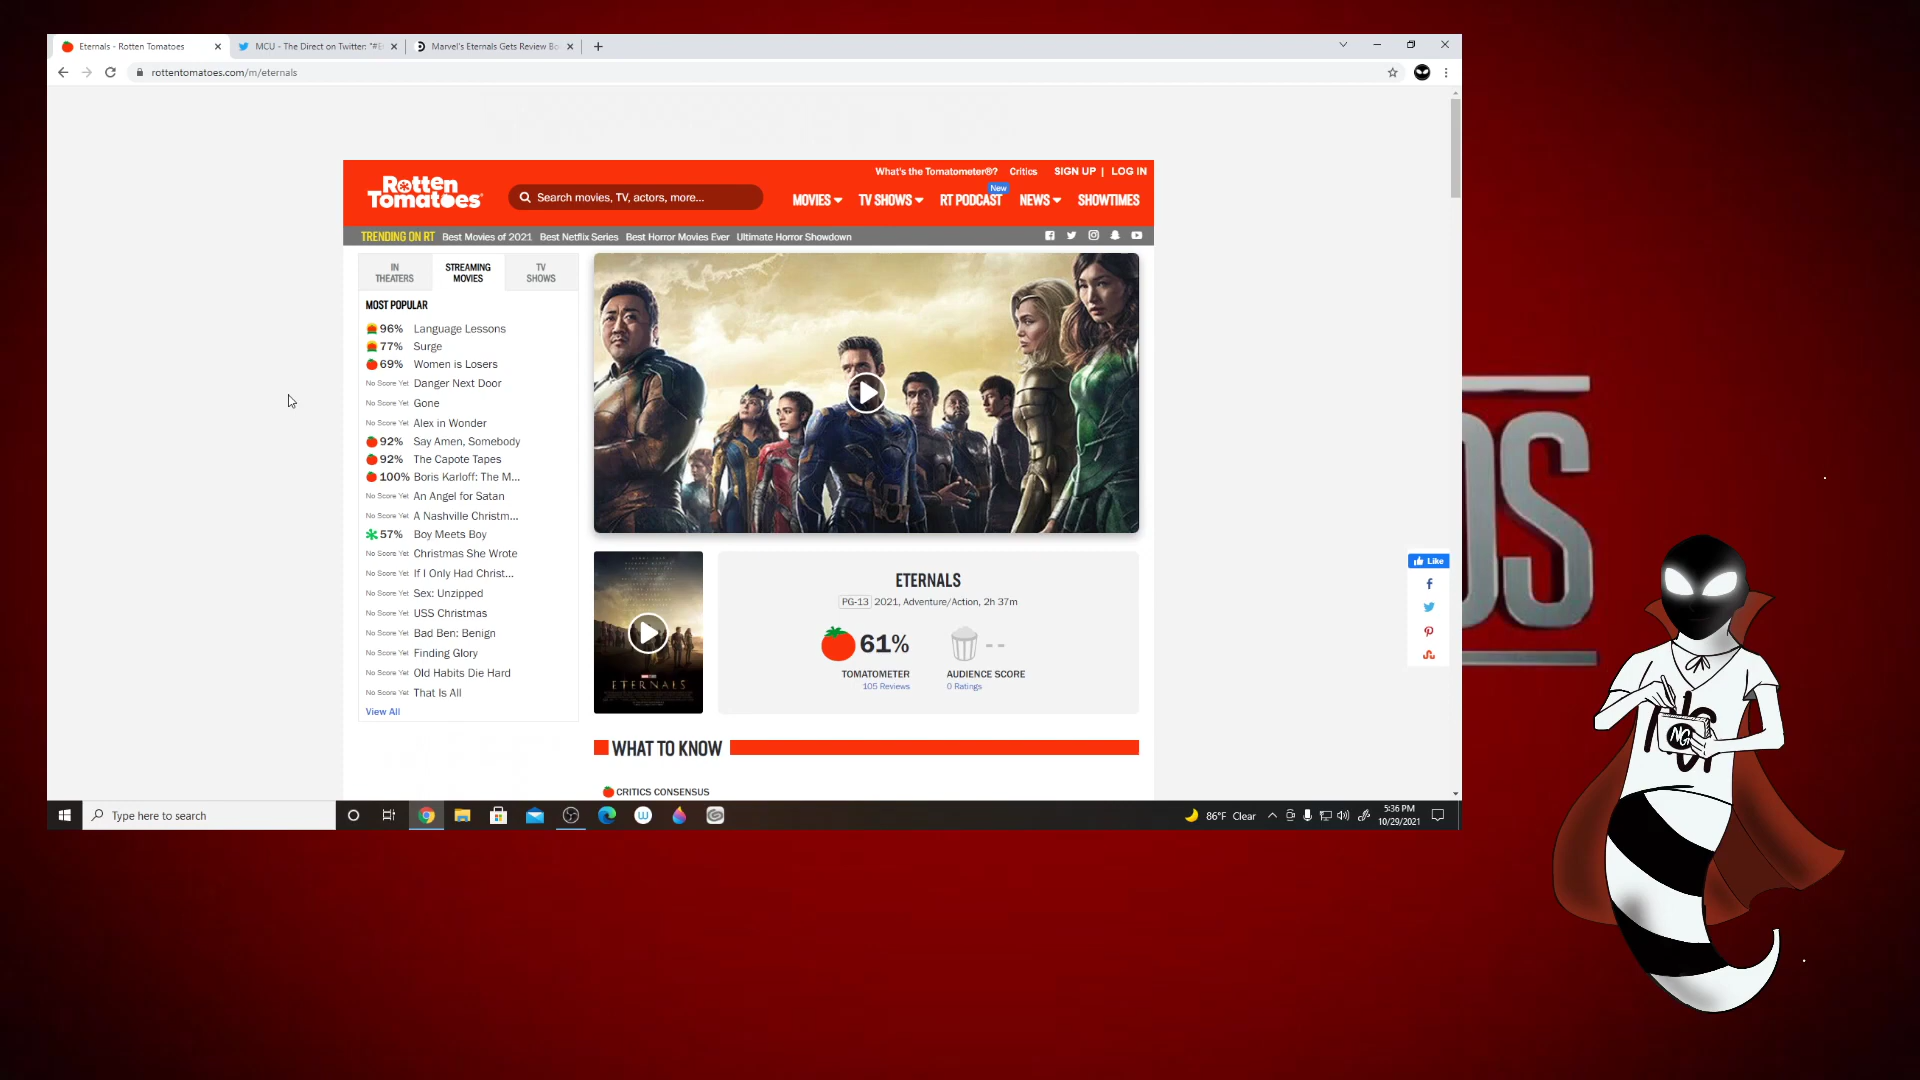 Eternals - Rotten Tomatoes
MCU - The Direct on Twitter: "#E
Marvel's Eternals Gets Review Bo
rottentomatoes.com/m/eternals
What's the Tomatometer®?
Critics
SIGN UP | LOG IN
Rotten
Tomatoes
Search movies, TV, actors, more...
MOVIES
TV SHOWS
New
RT PODCAST
NEWS
SHOWTIMES
TRENDING ON RT
Best Movies of 2021
Best Netflix Series
Best Horror Movies Ever
Ultimate Horror Showdown
IN
THEATERS
STREAMING
MOVIES
TV
SHOWS
MOST POPULAR
96% Language Lessons
77% Surge
69% Women is Losers
No Score Yet Danger Next Door
No Score Yet Gone
No Score Yet Alex in Wonder
92% Say Amen, Somebody
92% The Capote Tapes
100% Boris Karloff: The M...
No Score Yet An Angel for Satan
No Score Yet A Nashville Christm...
57% Boy Meets Boy
No Score Yet Christmas She Wrote
No Score Yet If I Only Had Christ...
No Score Yet Sex: Unzipped
No Score Yet USS Christmas
No Score Yet Bad Ben: Benign
No Score Yet Finding Glory
No Score Yet Old Habits Die Hard
No Score Yet That Is All
View All
ETERNALS
ETERNALS
PG-13 2021, Adventure/Action, 2h 37m
61%
TOMATOMETER
105 Reviews
- -
AUDIENCE SCORE
0 Ratings
WHAT TO KNOW
CRITICS CONSENSUS
Like
Type here to search
86°F Clear
5:36 PM
10/29/2021
OS
NG